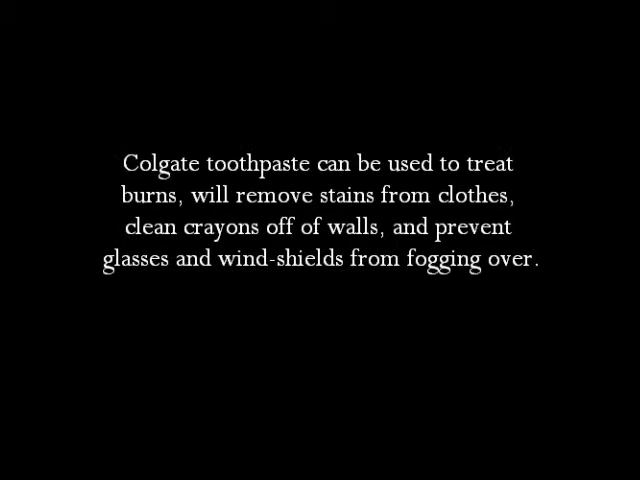 Colgate toothpaste can be used to treat
burns, will remove stains from clothes,
clean crayons off of walls, and prevent
glasses and wind-shields from fogging over.